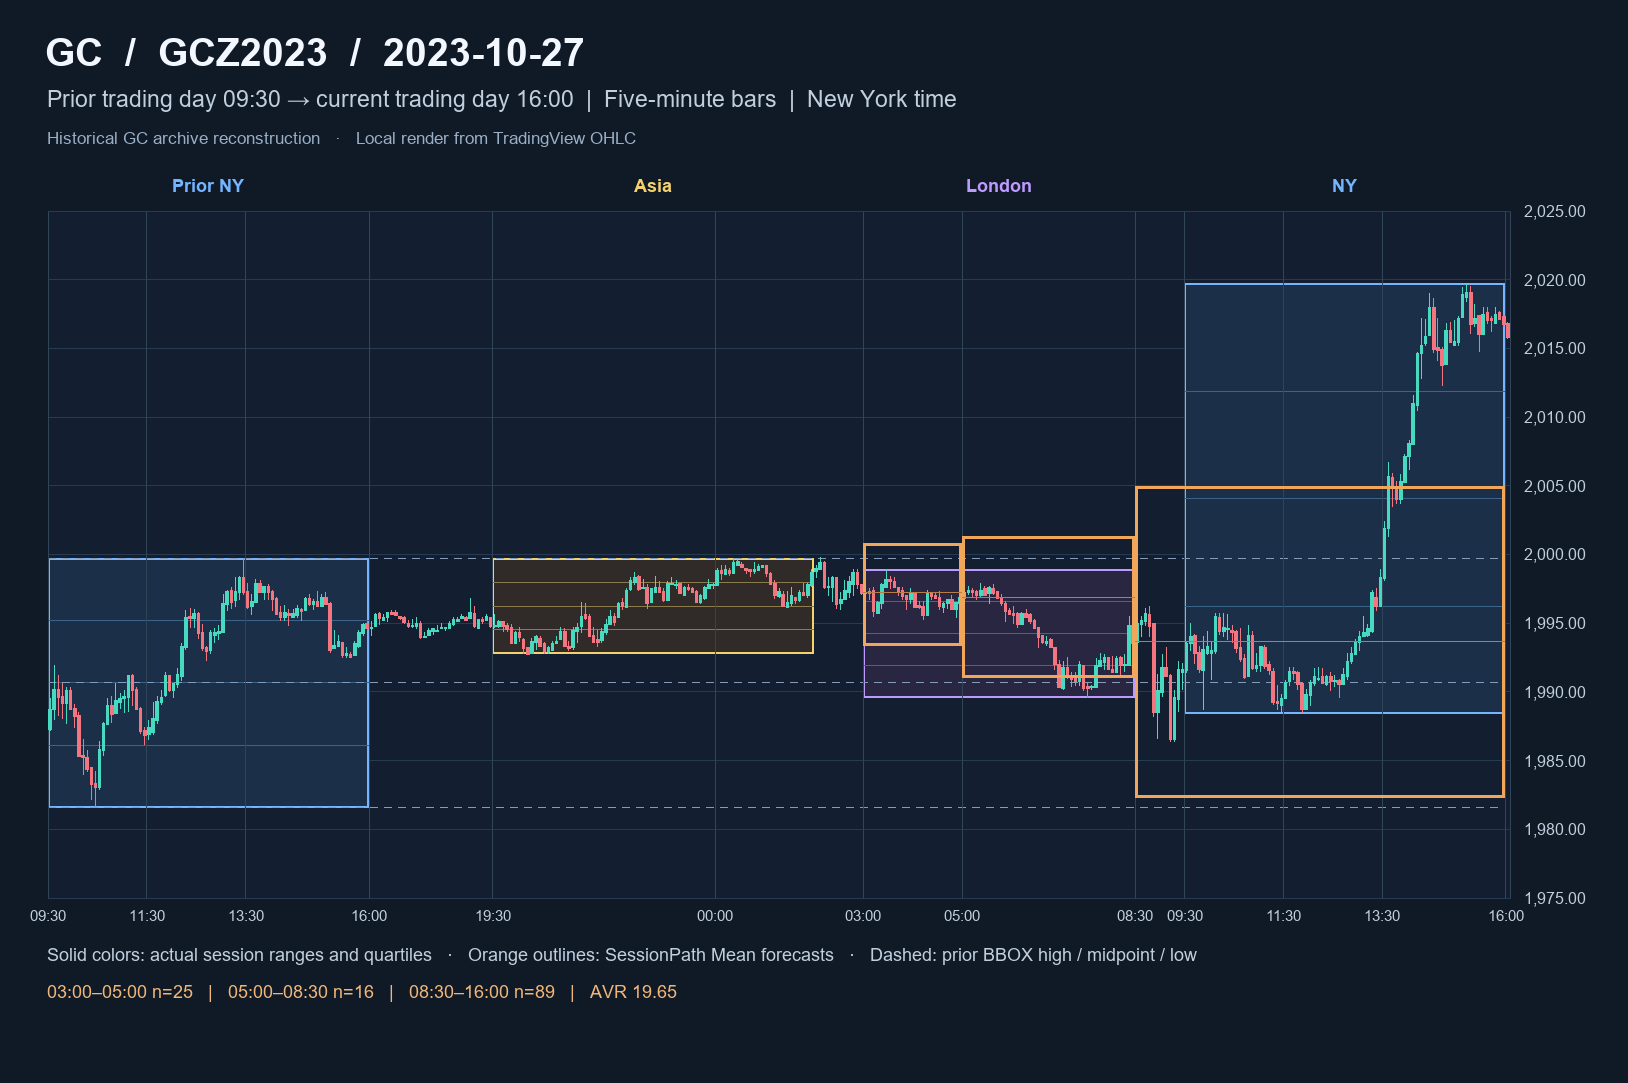 GC / GCZ2023 / 2023-10-27
Prior trading day 09:30 → current trading day 16:00 | Five-minute bars | New York time
Historical GC archive reconstruction · Local render from TradingView OHLC
Prior NY Asia London NY
2,025.00
2,020.00
2,015.00
2,010.00
2,005.00
2,000.00
1,995.00
1,990.00
1,985.00
1,980.00
1,975.00
09:30 11:30 13:30 16:00 19:30 00:00 03:00 05:00 08:30 09:30 11:30 13:30 16:00
Solid colors: actual session ranges and quartiles · Orange outlines: SessionPath Mean forecasts · Dashed: prior BBOX high / midpoint / low
03:00–05:00 n=25 | 05:00–08:30 n=16 | 08:30–16:00 n=89 | AVR 19.65